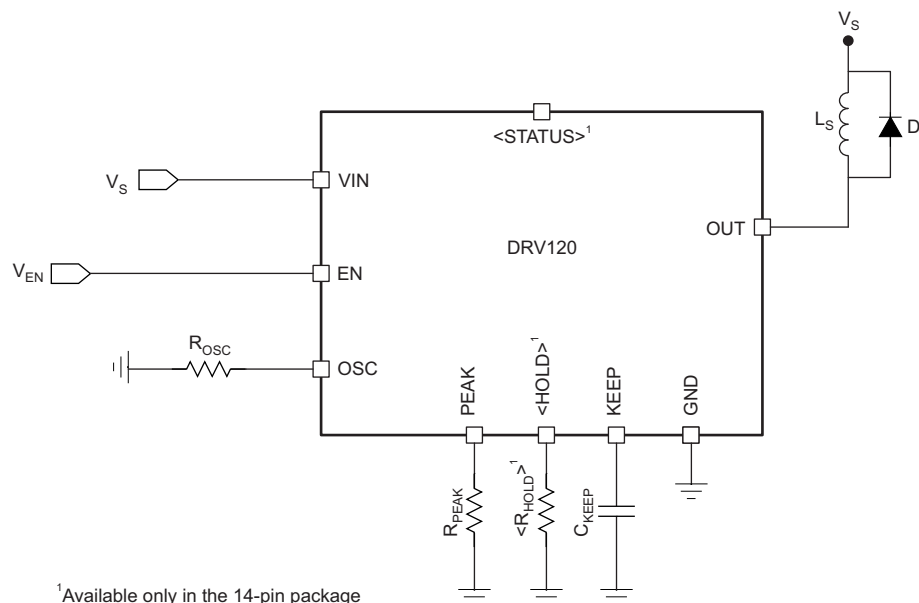 V_S
<STATUS>¹
L_S
D
V_S
VIN
OUT
DRV120
V_EN
EN
R_OSC
OSC
PEAK
<HOLD>¹
KEEP
GND
R_PEAK
<R_HOLD>¹
C_KEEP
¹Available only in the 14-pin package